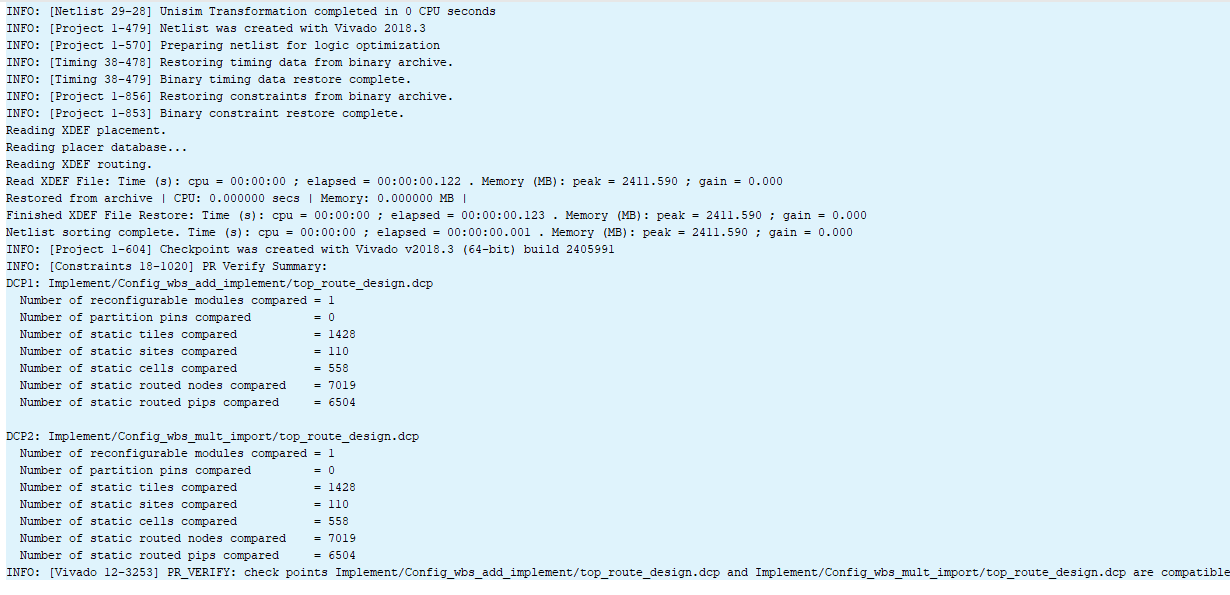 INFO: [Netlist 29-28] Unisim Transformation completed in 0 CPU seconds
INFO: [Project 1-479] Netlist was created with Vivado 2018.3
INFO: [Project 1-570] Preparing netlist for logic optimization
INFO: [Timing 38-478] Restoring timing data from binary archive.
INFO: [Timing 38-479] Binary timing data restore complete.
INFO: [Project 1-856] Restoring constraints from binary archive.
INFO: [Project 1-853] Binary constraint restore complete.
Reading XDEF placement.
Reading placer database...
Reading XDEF routing.
Read XDEF File: Time (s): cpu = 00:00:00 ; elapsed = 00:00:00.122 . Memory (MB): peak = 2411.590 ; gain = 0.000
Restored from archive | CPU: 0.000000 secs | Memory: 0.000000 MB |
Finished XDEF File Restore: Time (s): cpu = 00:00:00 ; elapsed = 00:00:00.123 . Memory (MB): peak = 2411.590 ; gain = 0.000
Netlist sorting complete. Time (s): cpu = 00:00:00 ; elapsed = 00:00:00.001 . Memory (MB): peak = 2411.590 ; gain = 0.000
INFO: [Project 1-604] Checkpoint was created with Vivado v2018.3 (64-bit) build 2405991
INFO: [Constraints 18-1020] PR Verify Summary:
DCP1: Implement/Config_wbs_add_implement/top_route_design.dcp
  Number of reconfigurable modules compared = 1
  Number of partition pins compared         = 0
  Number of static tiles compared           = 1428
  Number of static sites compared           = 110
  Number of static cells compared           = 558
  Number of static routed nodes compared    = 7019
  Number of static routed pips compared     = 6504

DCP2: Implement/Config_wbs_mult_import/top_route_design.dcp
  Number of reconfigurable modules compared = 1
  Number of partition pins compared         = 0
  Number of static tiles compared           = 1428
  Number of static sites compared           = 110
  Number of static cells compared           = 558
  Number of static routed nodes compared    = 7019
  Number of static routed pips compared     = 6504
INFO: [Vivado 12-3253] PR_VERIFY: check points Implement/Config_wbs_add_implement/top_route_design.dcp and Implement/Config_wbs_mult_import/top_route_design.dcp are compatible